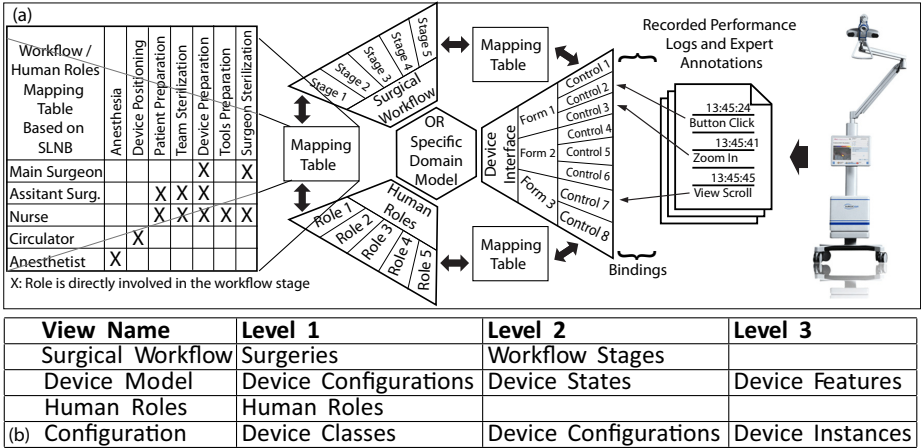 (a)
Workflow /
Human Roles
Mapping
Table
Based on
SLNB
Anesthesia
Device Positioning
Patient Preparation
Team Sterilization
Device Preparation
Tools Preparation
Surgeon Sterilization
Main Surgeon X X
Assitant Surg. X X X
Nurse X X X X X
Circulator X
Anesthetist X
X: Role is directly involved in the workflow stage
Mapping
Table
Stage 1
Stage 2
Stage 3
Stage 4
Stage 5
Surgical
Workflow
OR
Specific
Domain
Model
Human
Roles
Role 1
Role 2
Role 3
Role 4
Role 5
Mapping
Table
Mapping
Table
Device
Interface
Form 1
Form 2
Form 3
Control 1
Control 2
Control 3
Control 4
Control 5
Control 6
Control 7
Control 8
Bindings
Recorded Performance
Logs and Expert
Annotations
13:45:24
Button Click
13:45:41
Zoom In
13:45:45
View Scroll
View Name Level 1 Level 2 Level 3
Surgical Workflow Surgeries Workflow Stages
Device Model Device Configurations Device States Device Features
Human Roles Human Roles
(b) Configuration Device Classes Device Configurations Device Instances